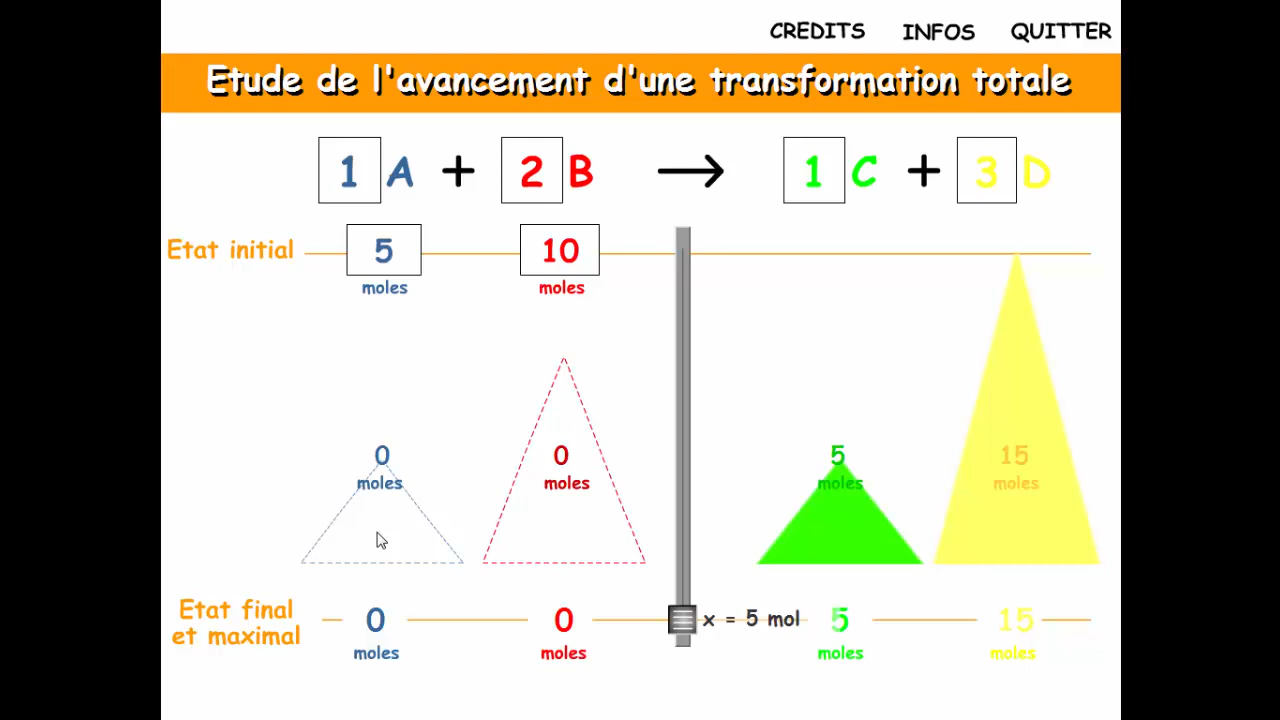 CREDITS INFOS QUITTER
Etude de l'avancement d'une transformation totale
1 A + 2 B → 1 C + 3 D
Etat initial 5 10
moles moles
0 0 5 15
moles moles moles moles
Etat final
et maximal
0 0 x = 5 mol 5 15
moles moles moles moles